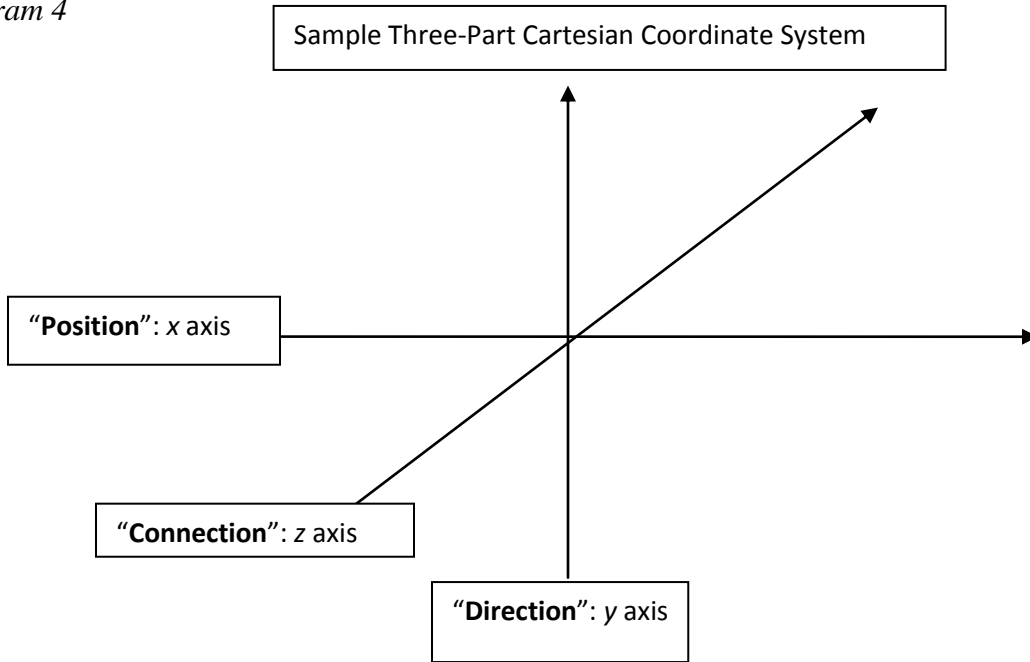 ram 4
Sample Three-Part Cartesian Coordinate System
“Position”: x axis
“Connection”: z axis
“Direction”: y axis